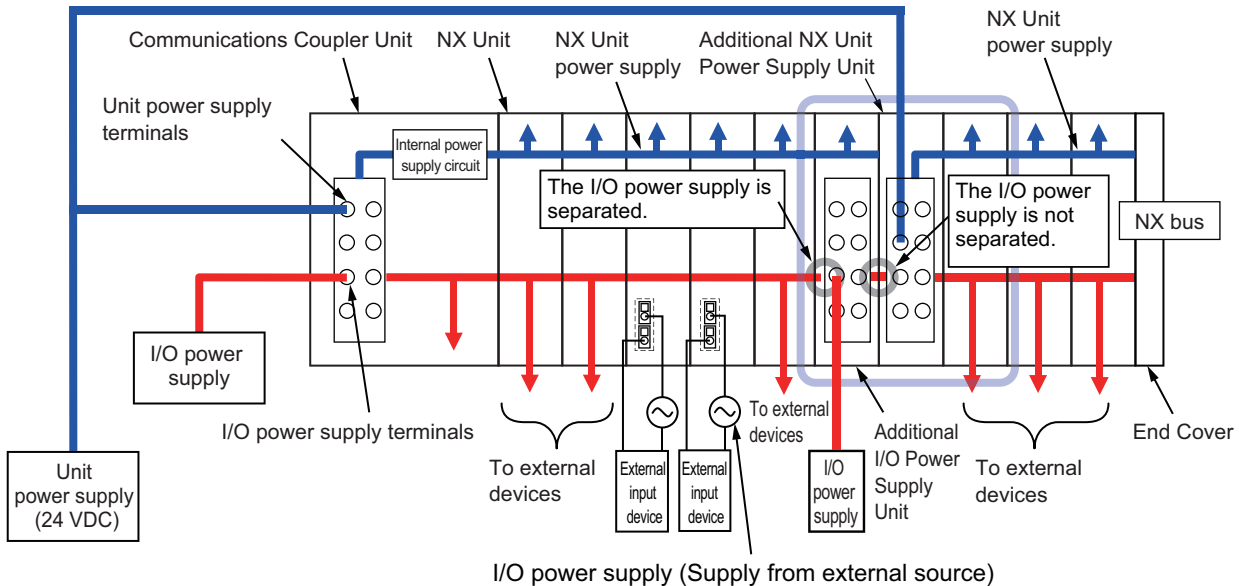 Communications Coupler Unit
NX Unit
NX Unit
power supply
Additional NX Unit
Power Supply Unit
NX Unit
power supply
Unit power supply
terminals
Internal power
supply circuit
The I/O power supply is
separated.
The I/O power
supply is not
separated.
NX bus
I/O power
supply
I/O power supply terminals
Unit
power supply
(24 VDC)
To external
devices
External
input
device
External
input
device
To external
devices
I/O
power
supply
Additional
I/O Power
Supply
Unit
To external
devices
End Cover
I/O power supply (Supply from external source)